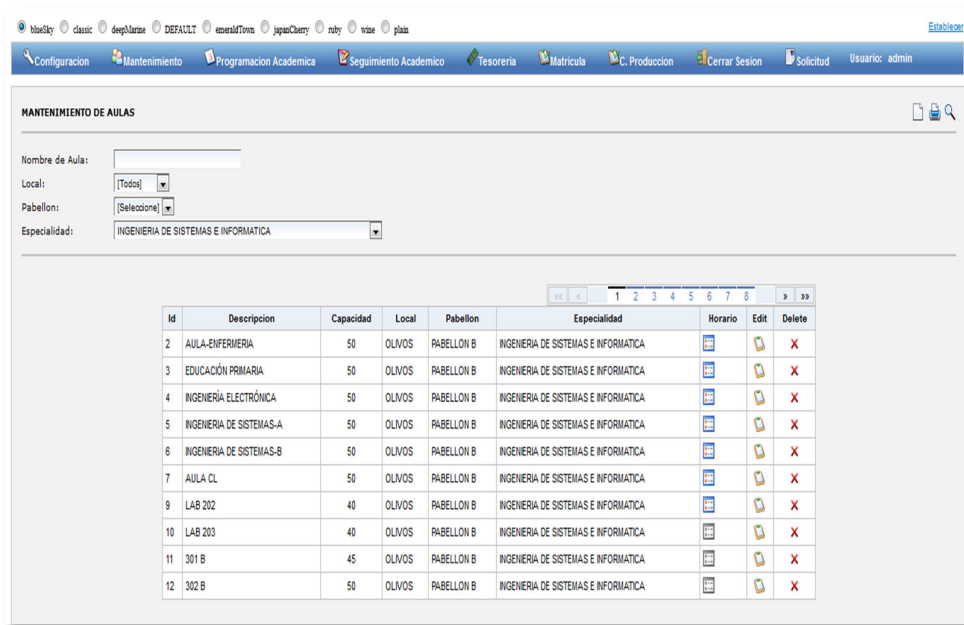 blueSky classic deepMarine DEFAULT emeraldTown japanCherry ruby wine plain Establecer
Configuracion Mantenimiento Programacion Academica Seguimiento Academico Tesoreria Matricula C. Produccion Cerrar Sesion Solicitud Usuario: admin
MANTENIMIENTO DE AULAS
Nombre de Aula:
Local: [Todos]
Pabellon: [Seleccione]
Especialidad: INGENIERIA DE SISTEMAS E INFORMATICA
«« « 1 2 3 4 5 6 7 8 » »»
Id Descripcion Capacidad Local Pabellon Especialidad Horario Edit Delete
2 AULA-ENFERMERIA 50 OLIVOS PABELLON B INGENIERIA DE SISTEMAS E INFORMATICA
3 EDUCACIÓN PRIMARIA 50 OLIVOS PABELLON B INGENIERIA DE SISTEMAS E INFORMATICA
4 INGENIERÍA ELECTRÓNICA 50 OLIVOS PABELLON B INGENIERIA DE SISTEMAS E INFORMATICA
5 INGENIERIA DE SISTEMAS-A 50 OLIVOS PABELLON B INGENIERIA DE SISTEMAS E INFORMATICA
6 INGENIERIA DE SISTEMAS-B 50 OLIVOS PABELLON B INGENIERIA DE SISTEMAS E INFORMATICA
7 AULA CL 50 OLIVOS PABELLON B INGENIERIA DE SISTEMAS E INFORMATICA
9 LAB 202 40 OLIVOS PABELLON B INGENIERIA DE SISTEMAS E INFORMATICA
10 LAB 203 40 OLIVOS PABELLON B INGENIERIA DE SISTEMAS E INFORMATICA
11 301 B 45 OLIVOS PABELLON B INGENIERIA DE SISTEMAS E INFORMATICA
12 302 B 50 OLIVOS PABELLON B INGENIERIA DE SISTEMAS E INFORMATICA